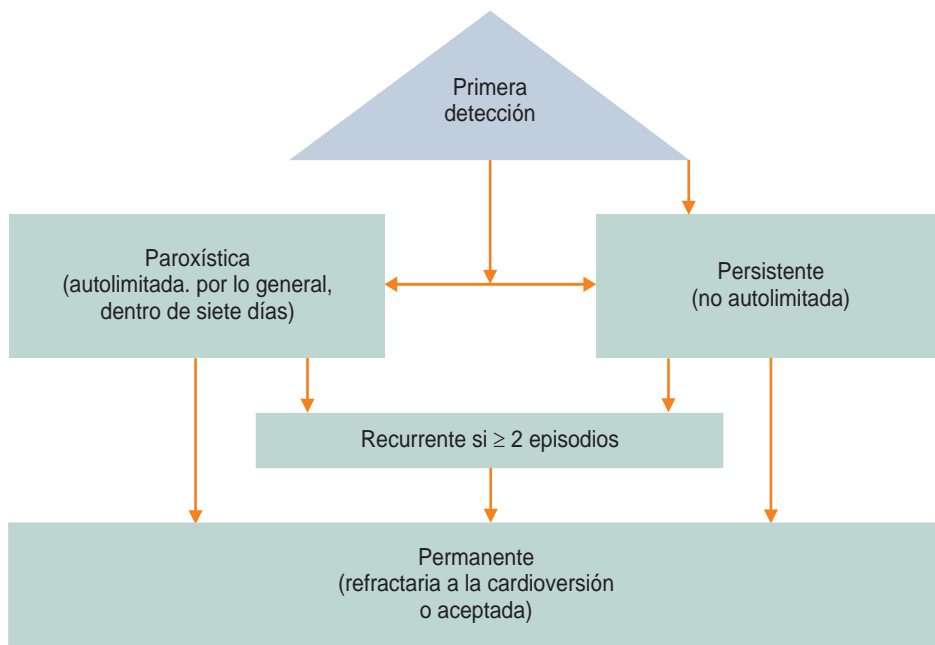 Primera
detección
Paroxística
(autolimitada. por lo general,
dentro de siete días)
Persistente
(no autolimitada)
Recurrente si ≥ 2 episodios
Permanente
(refractaria a la cardioversión
o aceptada)